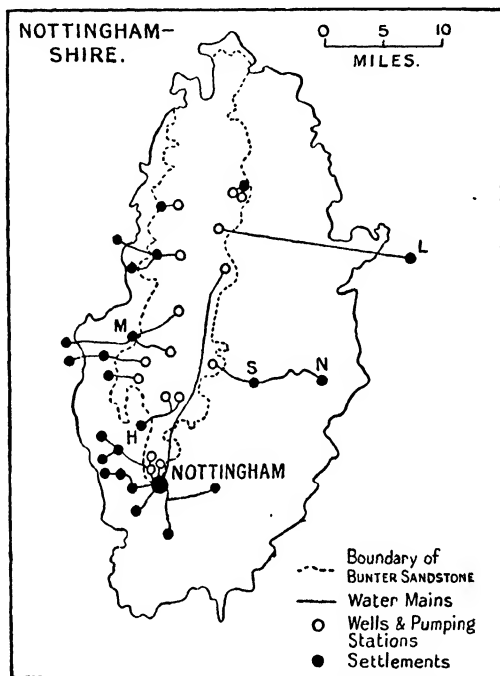 NOTTINGHAM-
SHIRE.
0 5 10
MILES.
L
M
S
N
H
NOTTINGHAM
Boundary of
BUNTER SANDSTONE
Water Mains
Wells & Pumping
Stations
Settlements